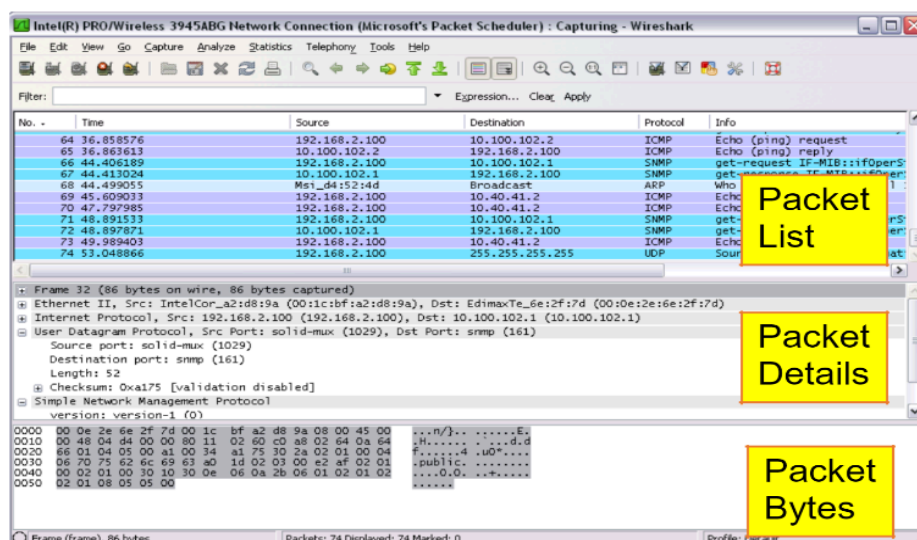 Intel(R) PRO/Wireless 3945ABG Network Connection (Microsoft's Packet Scheduler) : Capturing - Wireshark
File Edit View Go Capture Analyze Statistics Telephony Tools Help
Filter: Expression... Clear Apply
No. . Time Source Destination Protocol Info
64 36.858576 192.168.2.100 10.100.102.2 ICMP Echo (ping) request
65 36.863613 10.100.102.2 192.168.2.100 ICMP Echo (ping) reply
66 44.406189 192.168.2.100 10.100.102.1 SNMP get-request IF-MIB::ifOperS
67 44.413024 10.100.102.1 192.168.2.100 SNMP
68 44.499055 Msi_d4:52:4d Broadcast ARP Who
69 45.609033 192.168.2.100 10.40.41.2 ICMP Echo
70 47.797985 192.168.2.100 10.40.41.2 ICMP Echo
71 48.891533 192.168.2.100 10.100.102.1 SNMP get-
72 48.897871 10.100.102.1 192.168.2.100 SNMP get-
73 49.989403 192.168.2.100 10.40.41.2 ICMP Echo
74 53.048866 192.168.2.100 255.255.255.255 UDP Sour
Packet
List
Frame 32 (86 bytes on wire, 86 bytes captured)
Ethernet II, Src: IntelCor_a2:d8:9a (00:1c:bf:a2:d8:9a), Dst: EdimaxTe_6e:2f:7d (00:0e:2e:6e:2f:7d)
Internet Protocol, Src: 192.168.2.100 (192.168.2.100), Dst: 10.100.102.1 (10.100.102.1)
User Datagram Protocol, Src Port: solid-mux (1029), Dst Port: snmp (161)
Source port: solid-mux (1029)
Destination port: snmp (161)
Length: 52
Checksum: 0xa175 [validation disabled]
Simple Network Management Protocol
version: version-1 (0)
Packet
Details
0000 00 0e 2e 6e 2f 7d 00 1c bf a2 d8 9a 08 00 45 00 ...n/}.. ......E.
0010 00 48 04 d4 00 00 80 11 02 60 c0 a8 02 64 0a 64 .H...... .`...d.d
0020 66 01 04 05 00 a1 00 34 a1 75 30 2a 02 01 00 04 f......4 .u0*....
0030 06 70 75 62 6c 69 63 a0 1d 02 03 00 e2 af 02 01 .public. ........
0040 00 02 01 00 30 10 30 0e 06 0a 2b 06 01 02 01 02 ....0.0. ..+.....
0050 02 01 08 05 05 00 ......
Packet
Bytes
Frame (frame), 86 bytes Packets: 74 Displayed: 74 Marked: 0 Profile: Default